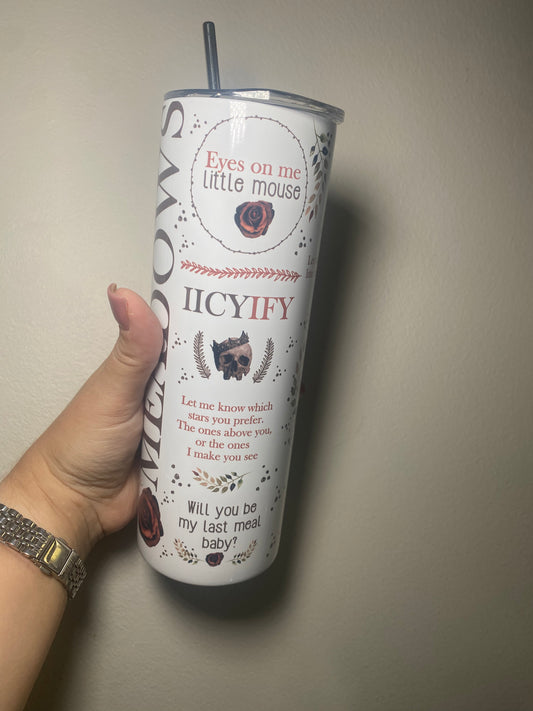 MEADOWS
Eyes on me
little mouse
IICYIFY
Let me know which
stars you prefer.
The ones above you,
or the ones
I make you see
Will you be
my last meal
baby?